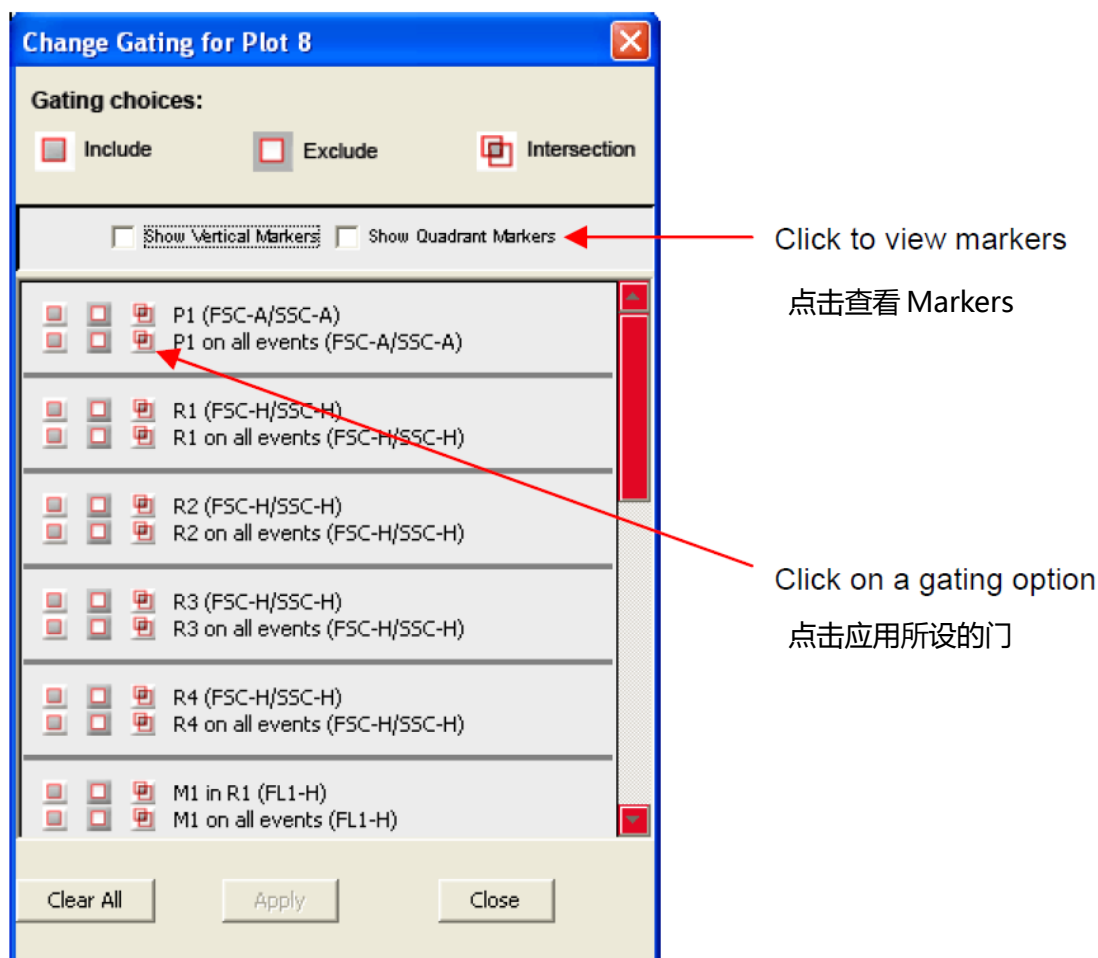 Change Gating for Plot 8
Gating choices:
Include Exclude Intersection
Show Vertical Markers Show Quadrant Markers
Click to view markers
点击查看 Markers
P1 (FSC-A/SSC-A)
P1 on all events (FSC-A/SSC-A)
R1 (FSC-H/SSC-H)
R1 on all events (FSC-H/SSC-H)
R2 (FSC-H/SSC-H)
R2 on all events (FSC-H/SSC-H)
R3 (FSC-H/SSC-H)
R3 on all events (FSC-H/SSC-H)
Click on a gating option
点击应用所设的门
R4 (FSC-H/SSC-H)
R4 on all events (FSC-H/SSC-H)
M1 in R1 (FL1-H)
M1 on all events (FL1-H)
Clear All Apply Close